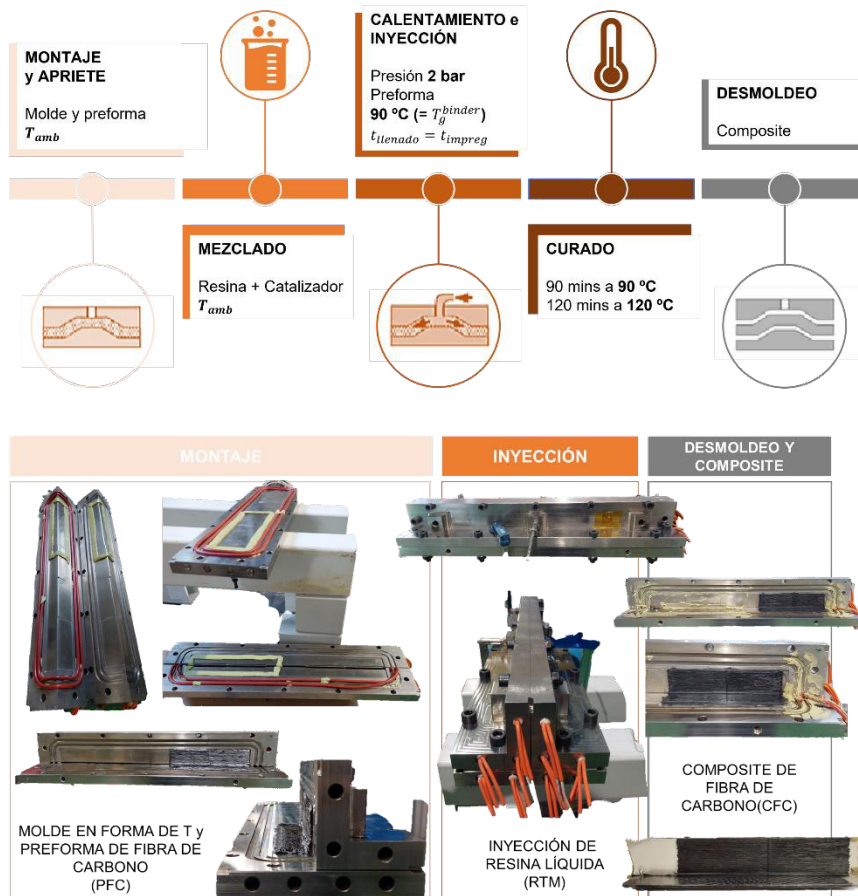 MONTAJE
y APRIETE
Molde y preforma
T_amb
MEZCLADO
Resina + Catalizador
T_amb
CALENTAMIENTO e
INYECCIÓN
Presión 2 bar
Preforma
90 ºC (= T_g^binder)
t_llenado = t_impreg
CURADO
90 mins a 90 ºC
120 mins a 120 ºC
DESMOLDEO
Composite
MONTAJE
INYECCIÓN
DESMOLDEO Y
COMPOSITE
MOLDE EN FORMA DE T y
PREFORMA DE FIBRA DE
CARBONO
(PFC)
INYECCIÓN DE
RESINA LÍQUIDA
(RTM)
COMPOSITE DE
FIBRA DE
CARBONO(CFC)